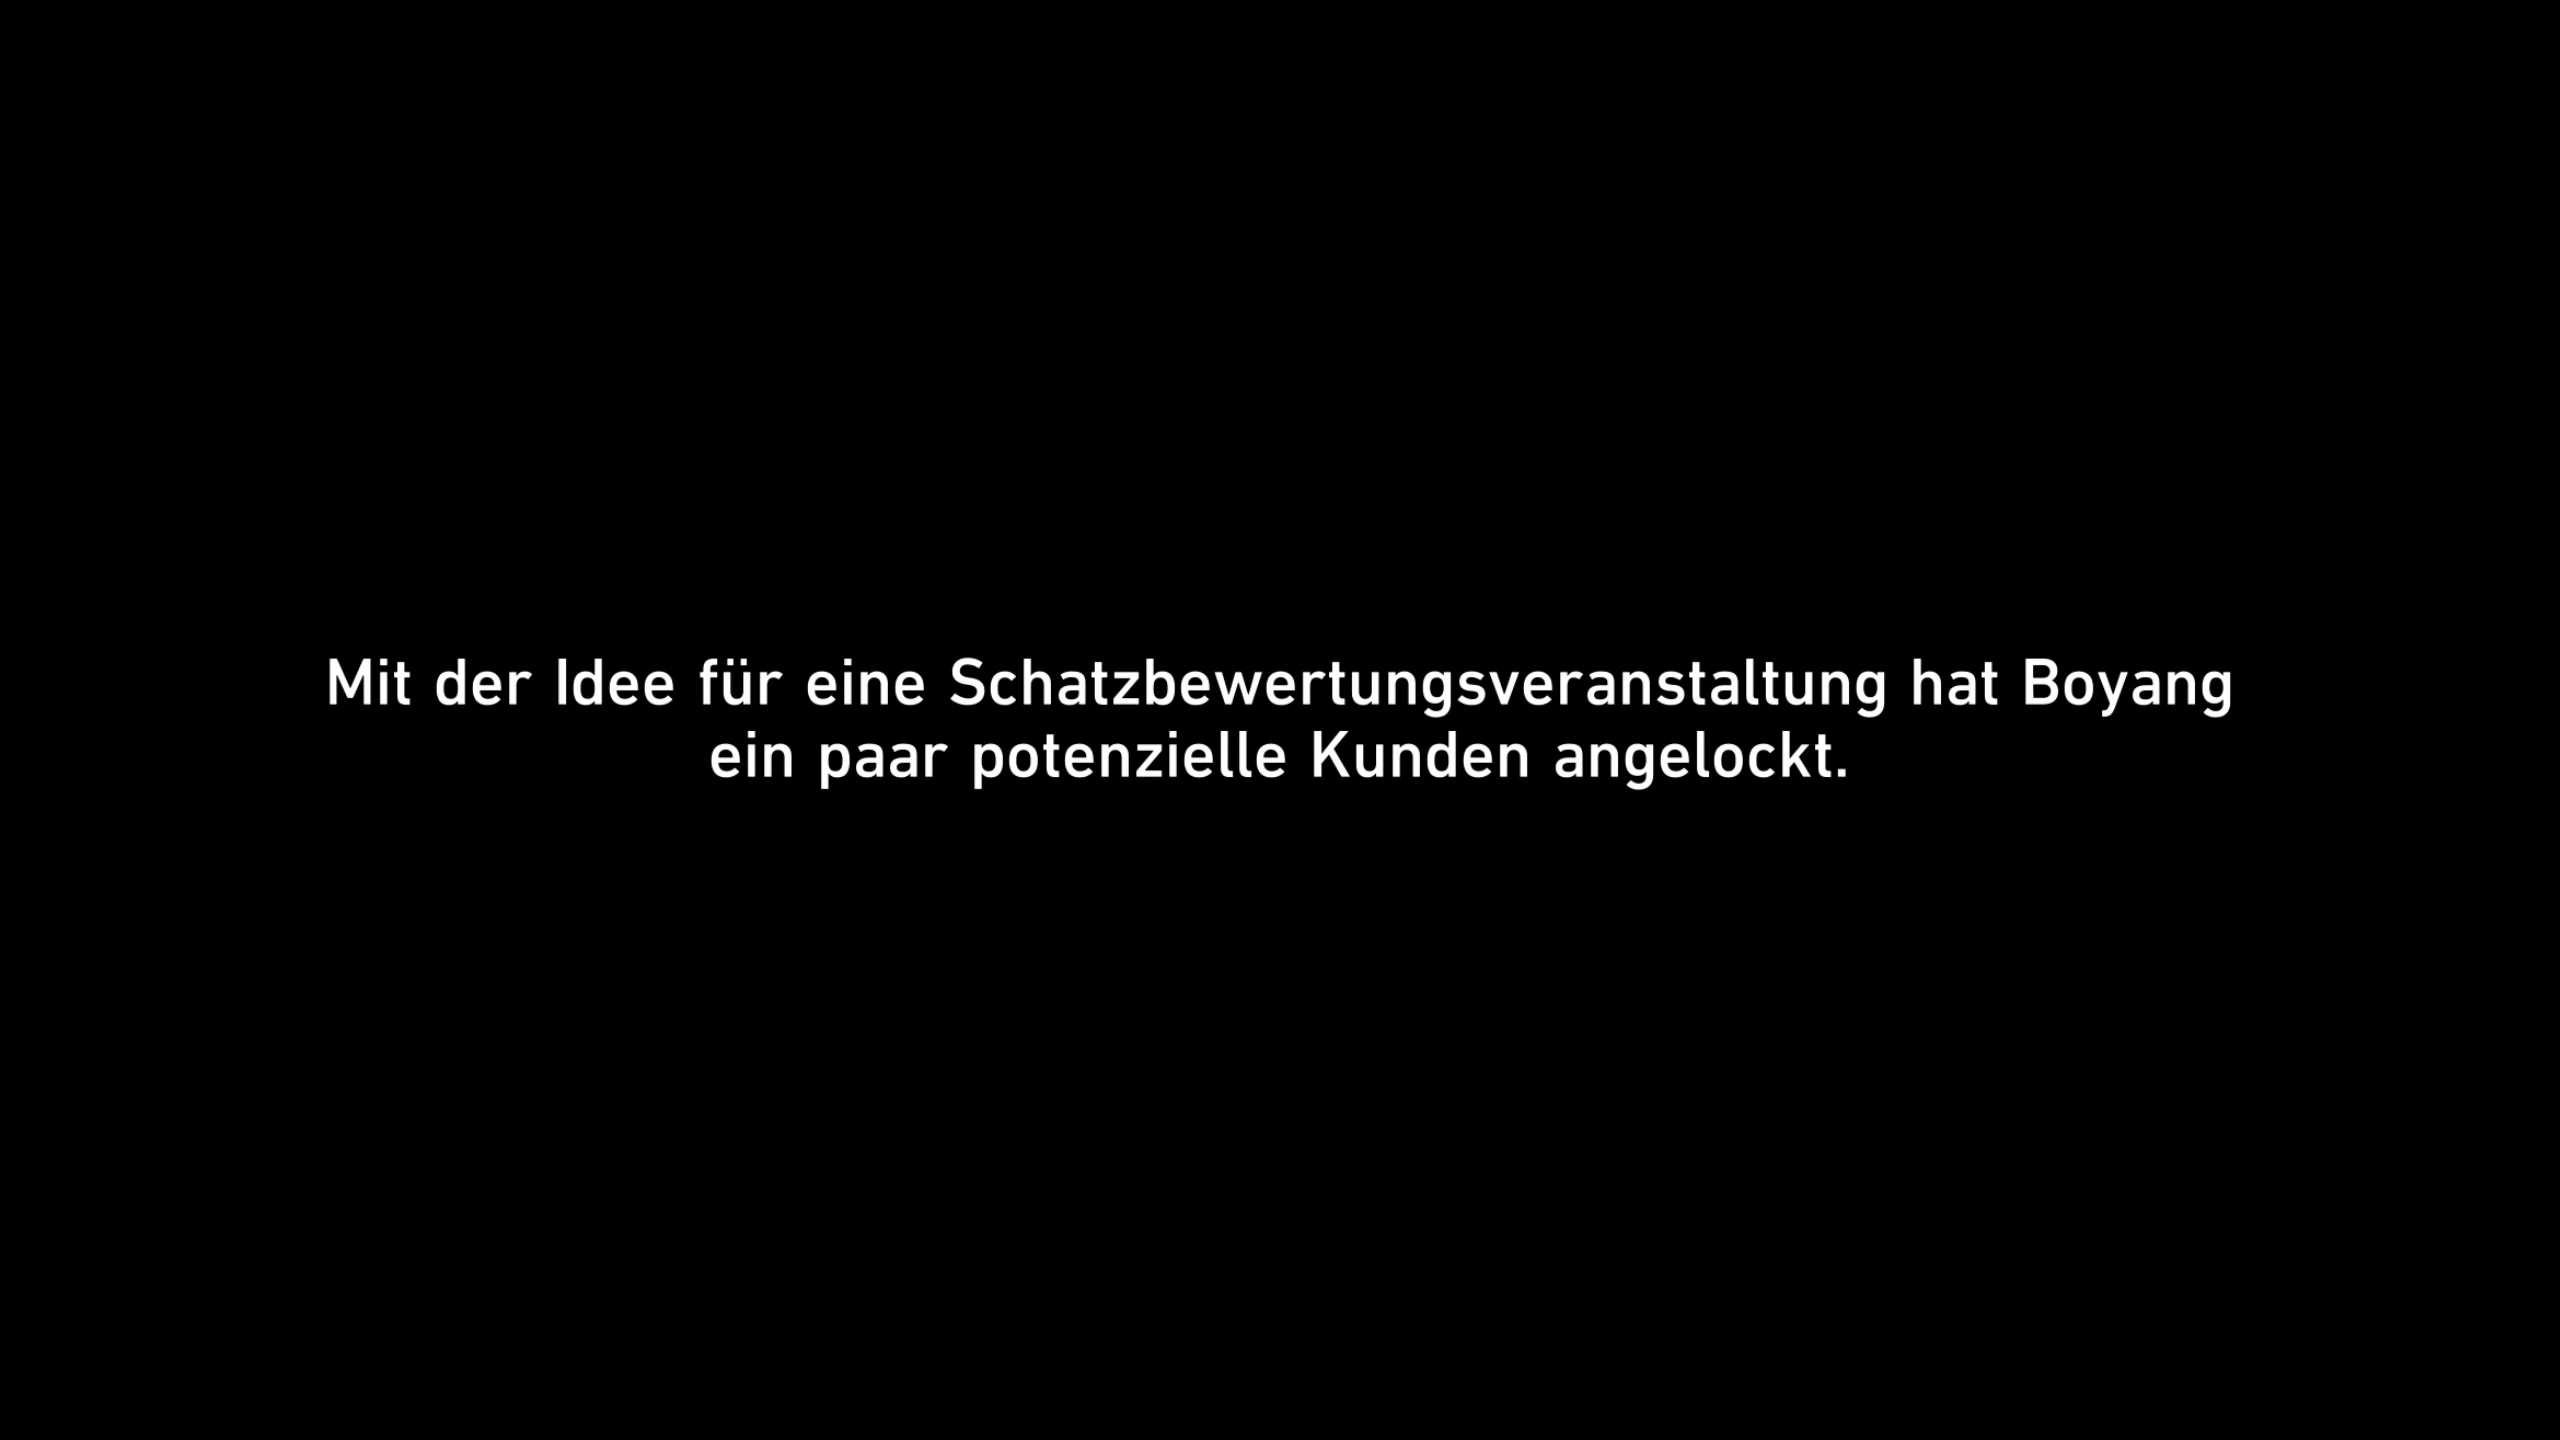 Mit der Idee für eine Schatzbewertungsveranstaltung hat Boyang
ein paar potenzielle Kunden angelockt.